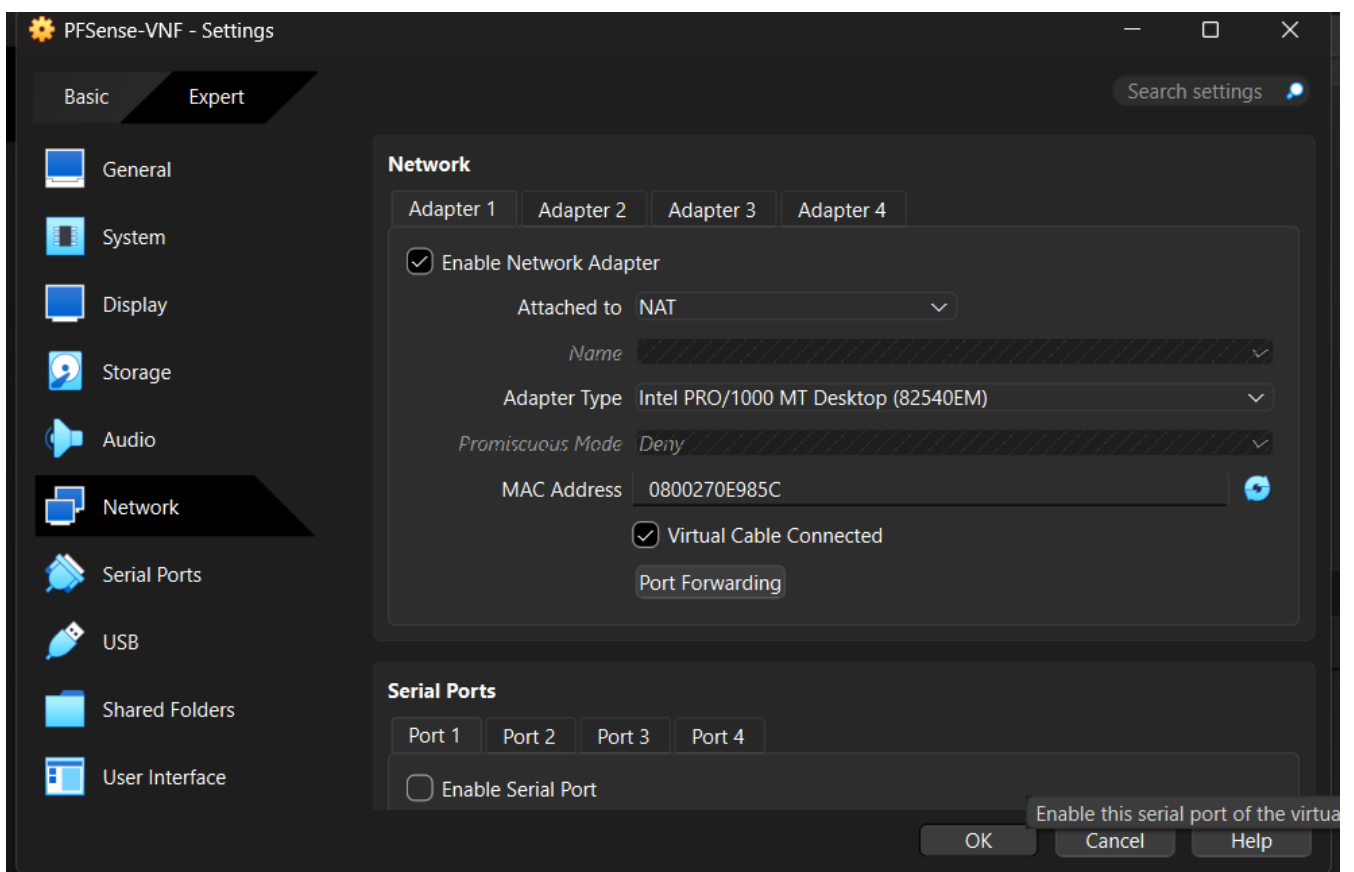 PFSense-VNF - Settings
Basic
Expert
Search settings
General
System
Display
Storage
Audio
Network
Serial Ports
USB
Shared Folders
User Interface
Network
Adapter 1
Adapter 2
Adapter 3
Adapter 4
Enable Network Adapter
Attached to NAT
Name
Adapter Type Intel PRO/1000 MT Desktop (82540EM)
Promiscuous Mode Deny
MAC Address 0800270E985C
Virtual Cable Connected
Port Forwarding
Serial Ports
Port 1
Port 2
Port 3
Port 4
Enable Serial Port
Enable this serial port of the virtua
OK
Cancel
Help